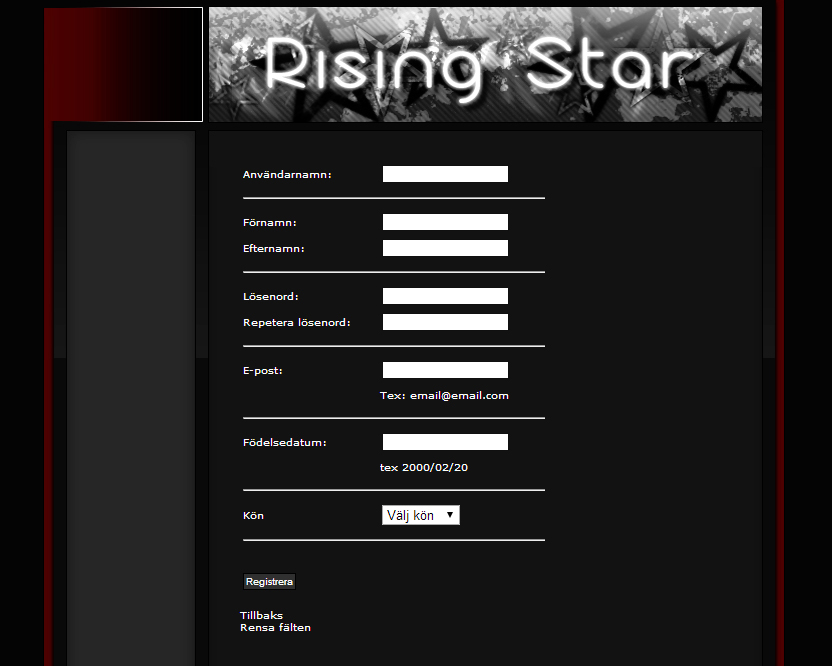 Rising Star
Användarnamn:
Förnamn:
Efternamn:
Lösenord:
Repetera lösenord:
E-post:
Tex: email@email.com
Födelsedatum:
tex 2000/02/20
Kön
Välj kön
Registrera
Tillbaks
Rensa fälten